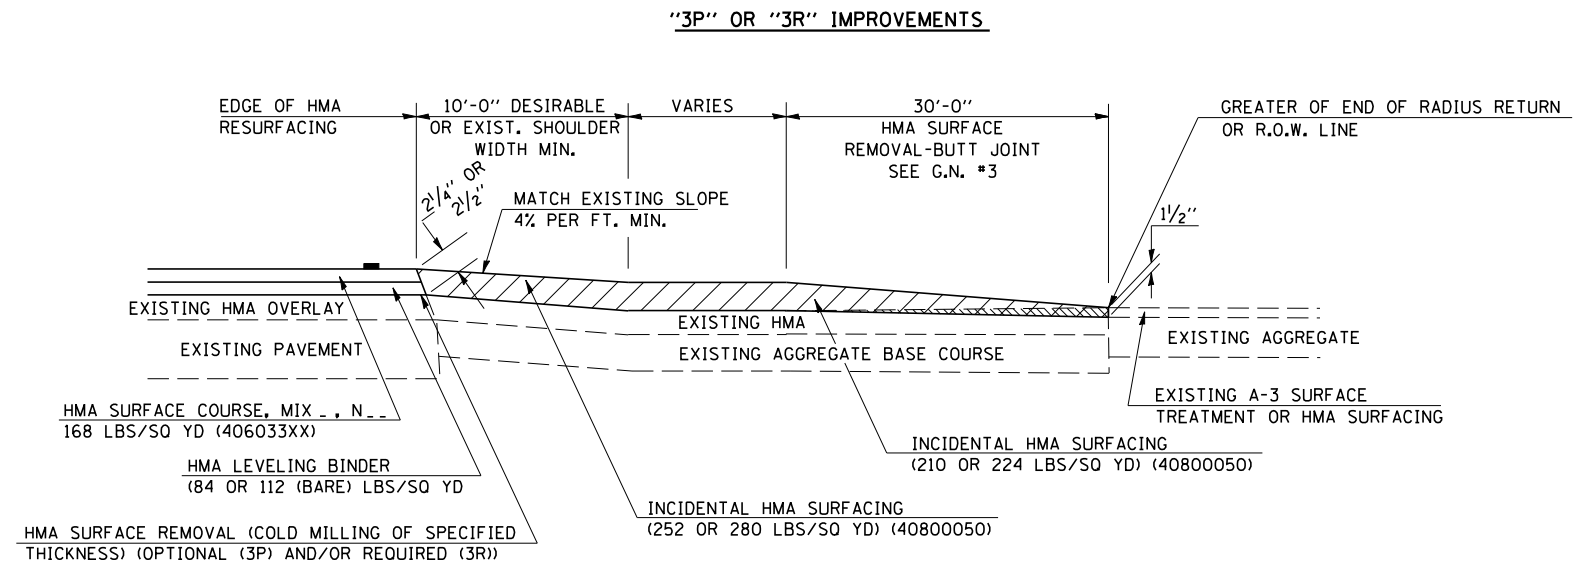 "3P" OR "3R" IMPROVEMENTS
EDGE OF HMA
RESURFACING
10'-0" DESIRABLE
OR EXIST. SHOULDER
WIDTH MIN.
VARIES
30'-0"
HMA SURFACE
REMOVAL-BUTT JOINT
SEE G.N. #3
GREATER OF END OF RADIUS RETURN
OR R.O.W. LINE
2 1/4" OR
2 1/2"
MATCH EXISTING SLOPE
4% PER FT. MIN.
1 1/2"
EXISTING HMA OVERLAY
EXISTING PAVEMENT
EXISTING HMA
EXISTING AGGREGATE BASE COURSE
EXISTING AGGREGATE
HMA SURFACE COURSE, MIX _ , N_ _
168 LBS/SQ YD (406033XX)
EXISTING A-3 SURFACE
TREATMENT OR HMA SURFACING
HMA LEVELING BINDER
(84 OR 112 (BARE) LBS/SQ YD
INCIDENTAL HMA SURFACING
(210 OR 224 LBS/SQ YD) (40800050)
INCIDENTAL HMA SURFACING
(252 OR 280 LBS/SQ YD) (40800050)
HMA SURFACE REMOVAL (COLD MILLING OF SPECIFIED
THICKNESS) (OPTIONAL (3P) AND/OR REQUIRED (3R))